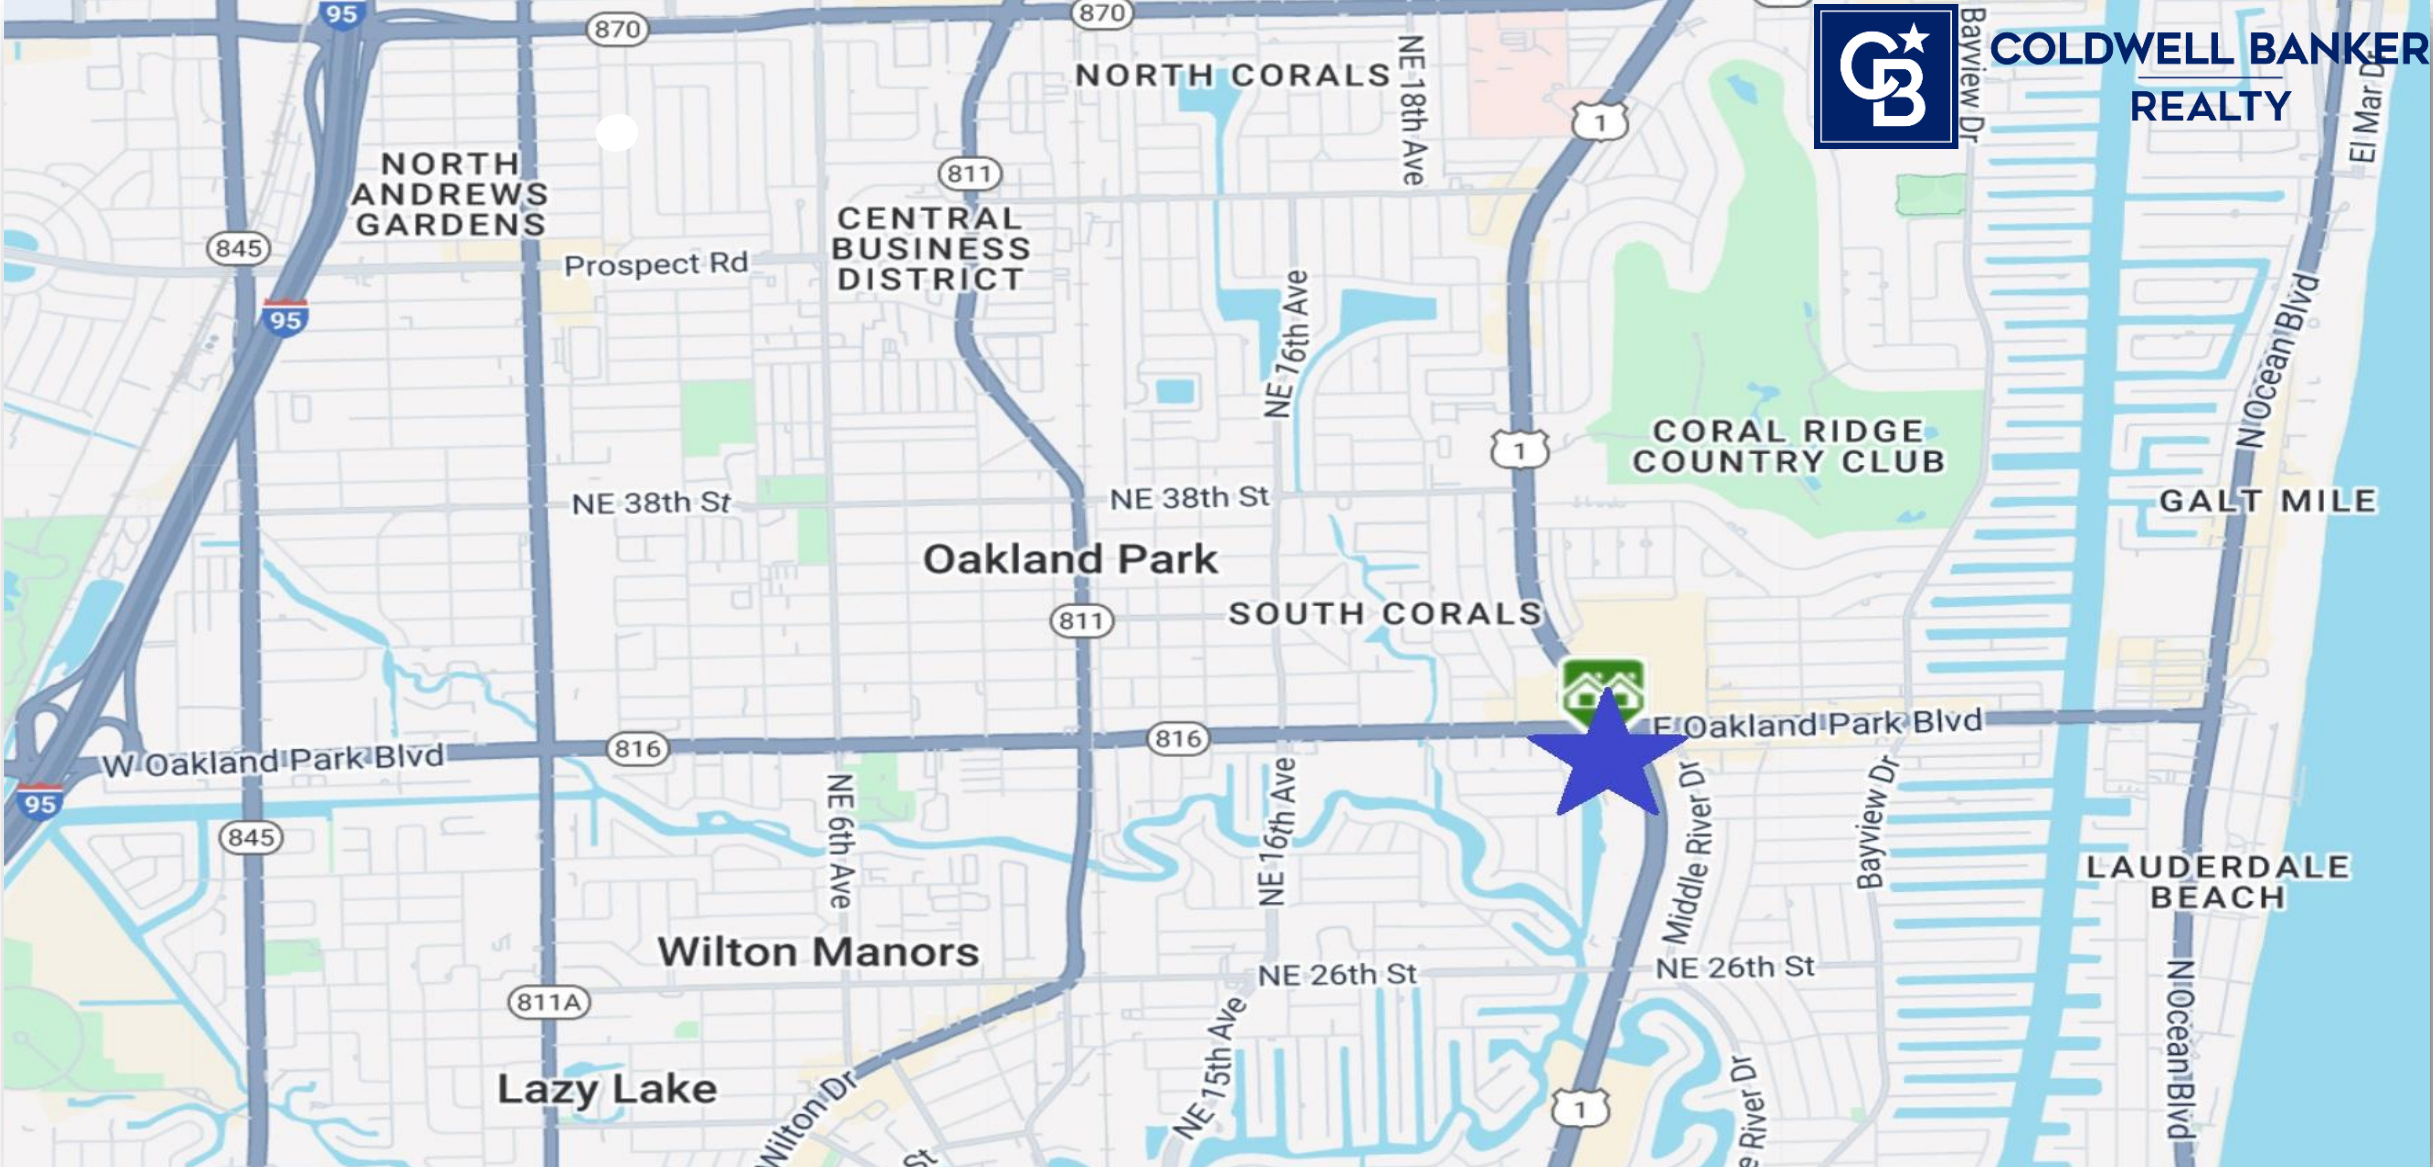 95
870
870
Bayview Dr
COLDWELL BANKER
REALTY
El Mar Dr
NORTH CORALS
NE 18th Ave
1
NORTH
ANDREWS
GARDENS
811
CENTRAL
BUSINESS
DISTRICT
845
Prospect Rd
95
NE 16th Ave
N Ocean Blvd
CORAL RIDGE
COUNTRY CLUB
1
GALT MILE
NE 38th St
NE 38th St
Oakland Park
811
SOUTH CORALS
E Oakland Park Blvd
816
816
W Oakland Park Blvd
95
845
NE 6th Ave
NE 16th Ave
Middle River Dr
Bayview Dr
LAUDERDALE
BEACH
Wilton Manors
NE 26th St
NE 26th St
811A
N Ocean Blvd
NE 15th Ave
Lazy Lake
Wilton Dr
1
e River Dr
St
CB